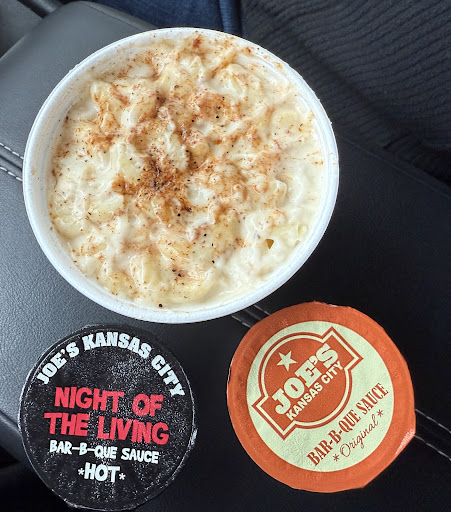 JOE'S KANSAS CITY
NIGHT OF
THE LIVING
BAR-B-QUE SAUCE
*HOT*
JOE'S
KANSAS CITY
BAR-B-QUE SAUCE
*Original*